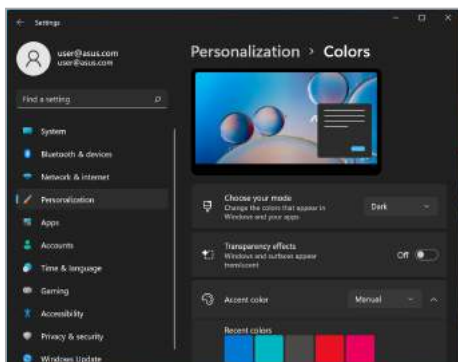 Settings
user@asus.com
user@asus.com
Find a setting
System
Bluetooth & devices
Network & internet
Personalization
Apps
Accounts
Time & language
Gaming
Accessibility
Privacy & security
Windows Update
Personalization > Colors
Choose your mode
Change the colors that appear in
Windows and your apps
Dark
Transparency effects
Windows and surfaces appear
translucent
Off
Accent color
Manual
Recent colors